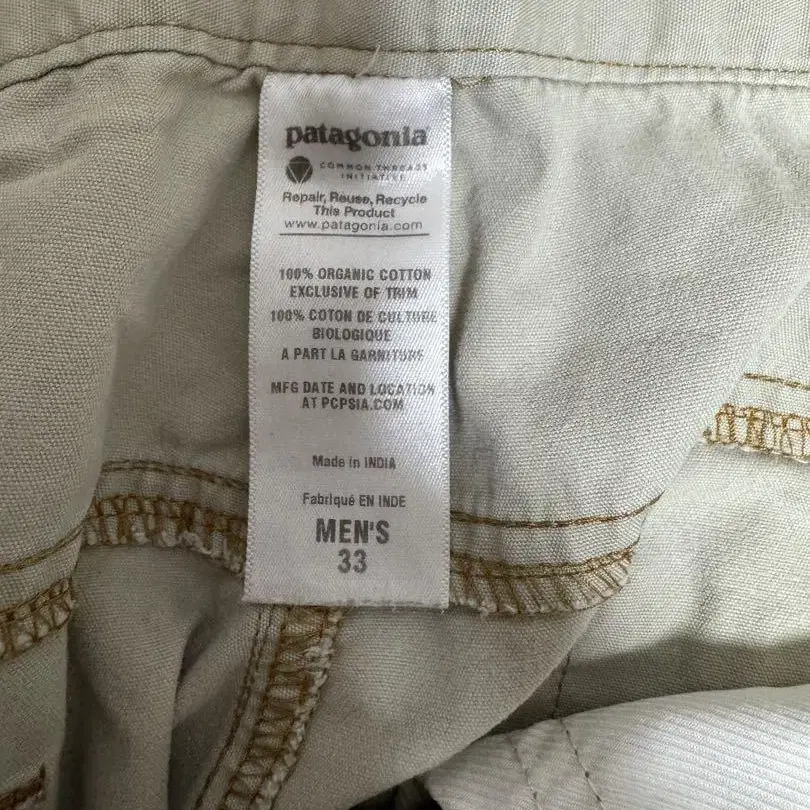 patagonia
COMMON THREADS
INITIATIVE
Repair, Reuse, Recycle
This Product
www.patagonia.com
100% ORGANIC COTTON
EXCLUSIVE OF TRIM
100% COTON DE CULTURE
BIOLOGIQUE
A PART LA GARNITURE
MFG DATE AND LOCATION
AT PCPSIA.COM
Made in INDIA
Fabriqué EN INDE
MEN'S
33